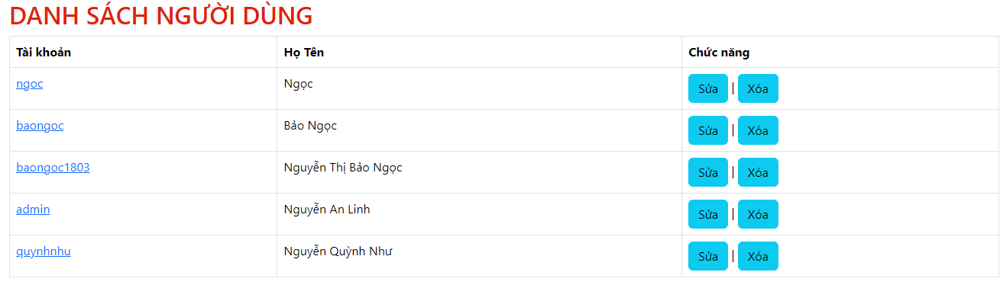 DANH SÁCH NGƯỜI DÙNG
Tài khoản Họ Tên Chức năng
ngoc Ngọc Sửa | Xóa
baongoc Bảo Ngọc Sửa | Xóa
baongoc1803 Nguyễn Thị Bảo Ngọc Sửa | Xóa
admin Nguyễn An Linh Sửa | Xóa
quynhnhu Nguyễn Quỳnh Như Sửa | Xóa